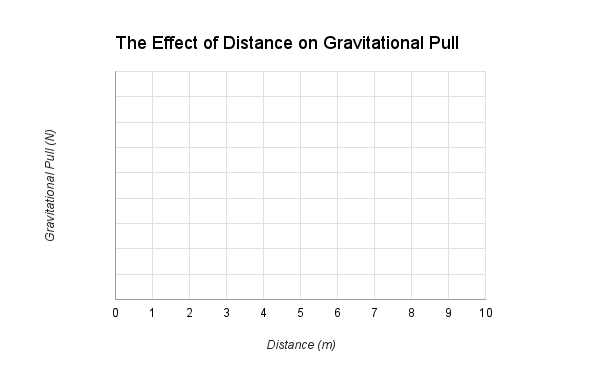 The Effect of Distance on Gravitational Pull
Gravitational Pull (N)
0 1 2 3 4 5 6 7 8 9 10
Distance (m)